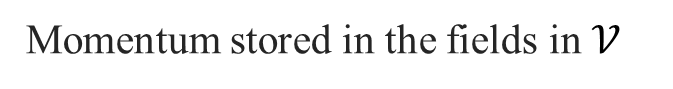 Momentum stored in the fields in 𝒱